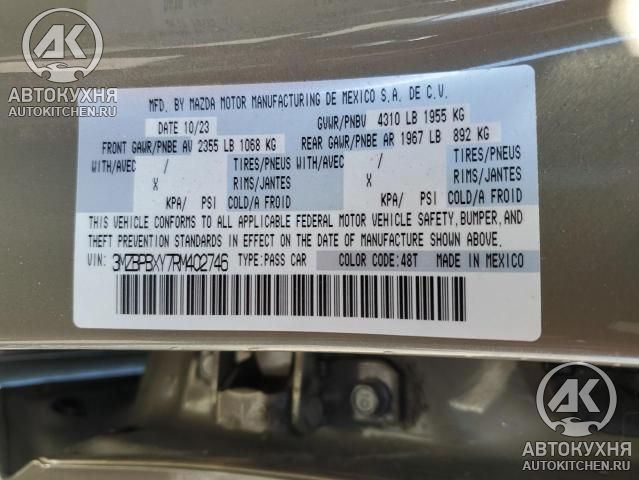 АВТОКУХНЯ
AUTOKITCHEN.RU
MFD. BY MAZDA MOTOR MANUFACTURING DE MEXICO S.A. DE C.V.
DATE 10/23 GVWR/PNBV 4310 LB 1955 KG
FRONT GAWR/PNBE AV 2355 LB 1068 KG REAR GAWR/PNBE AR 1967 LB 892 KG
WITH/AVEC / TIRES/PNEUS WITH/AVEC / TIRES/PNEUS
X RIMS/JANTES X RIMS/JANTES
KPA/ PSI COLD/A FROID KPA/ PSI COLD/A FROID
THIS VEHICLE CONFORMS TO ALL APPLICABLE FEDERAL MOTOR VEHICLE SAFETY, BUMPER, AND
THEFT PREVENTION STANDARDS IN EFFECT ON THE DATE OF MANUFACTURE SHOWN ABOVE.
VIN: 3MZBPBXY7RM402746 TYPE:PASS CAR COLOR CODE:48T MADE IN MEXICO
АК
АВТОКУХНЯ
AUTOKITCHEN.RU